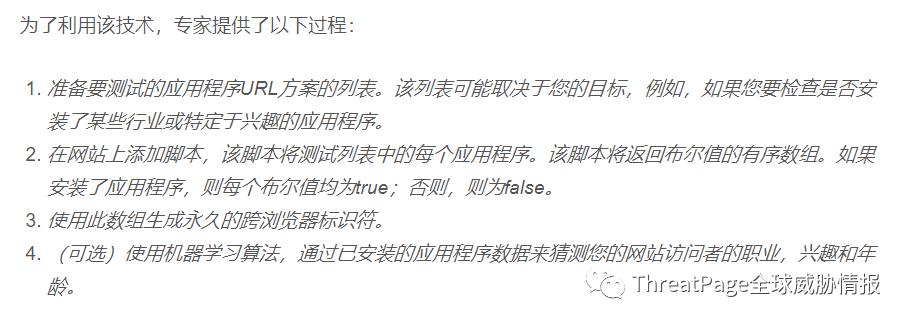 为了利用该技术，专家提供了以下过程：
1. 准备要测试的应用程序URL方案的列表。该列表可能取决于您的目标，例如，如果您要检查是否安
装了某些行业或特定于兴趣的应用程序。
2. 在网站上添加脚本，该脚本将测试列表中的每个应用程序。该脚本将返回布尔值的有序数组。如果
安装了应用程序，则每个布尔值均为true；否则，则为false。
3. 使用此数组生成永久的跨浏览器标识符。
4. （可选）使用机器学习算法，通过已安装的应用程序数据来猜测您的网站访问者的职业，兴趣和年
龄。
ThreatPage全球威胁情报